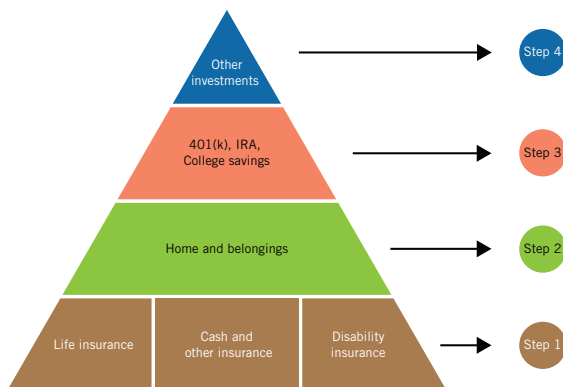 Other
investments
Step 4
401(k), IRA,
College savings
Step 3
Home and belongings
Step 2
Life insurance
Cash and
other insurance
Disability
insurance
Step 1